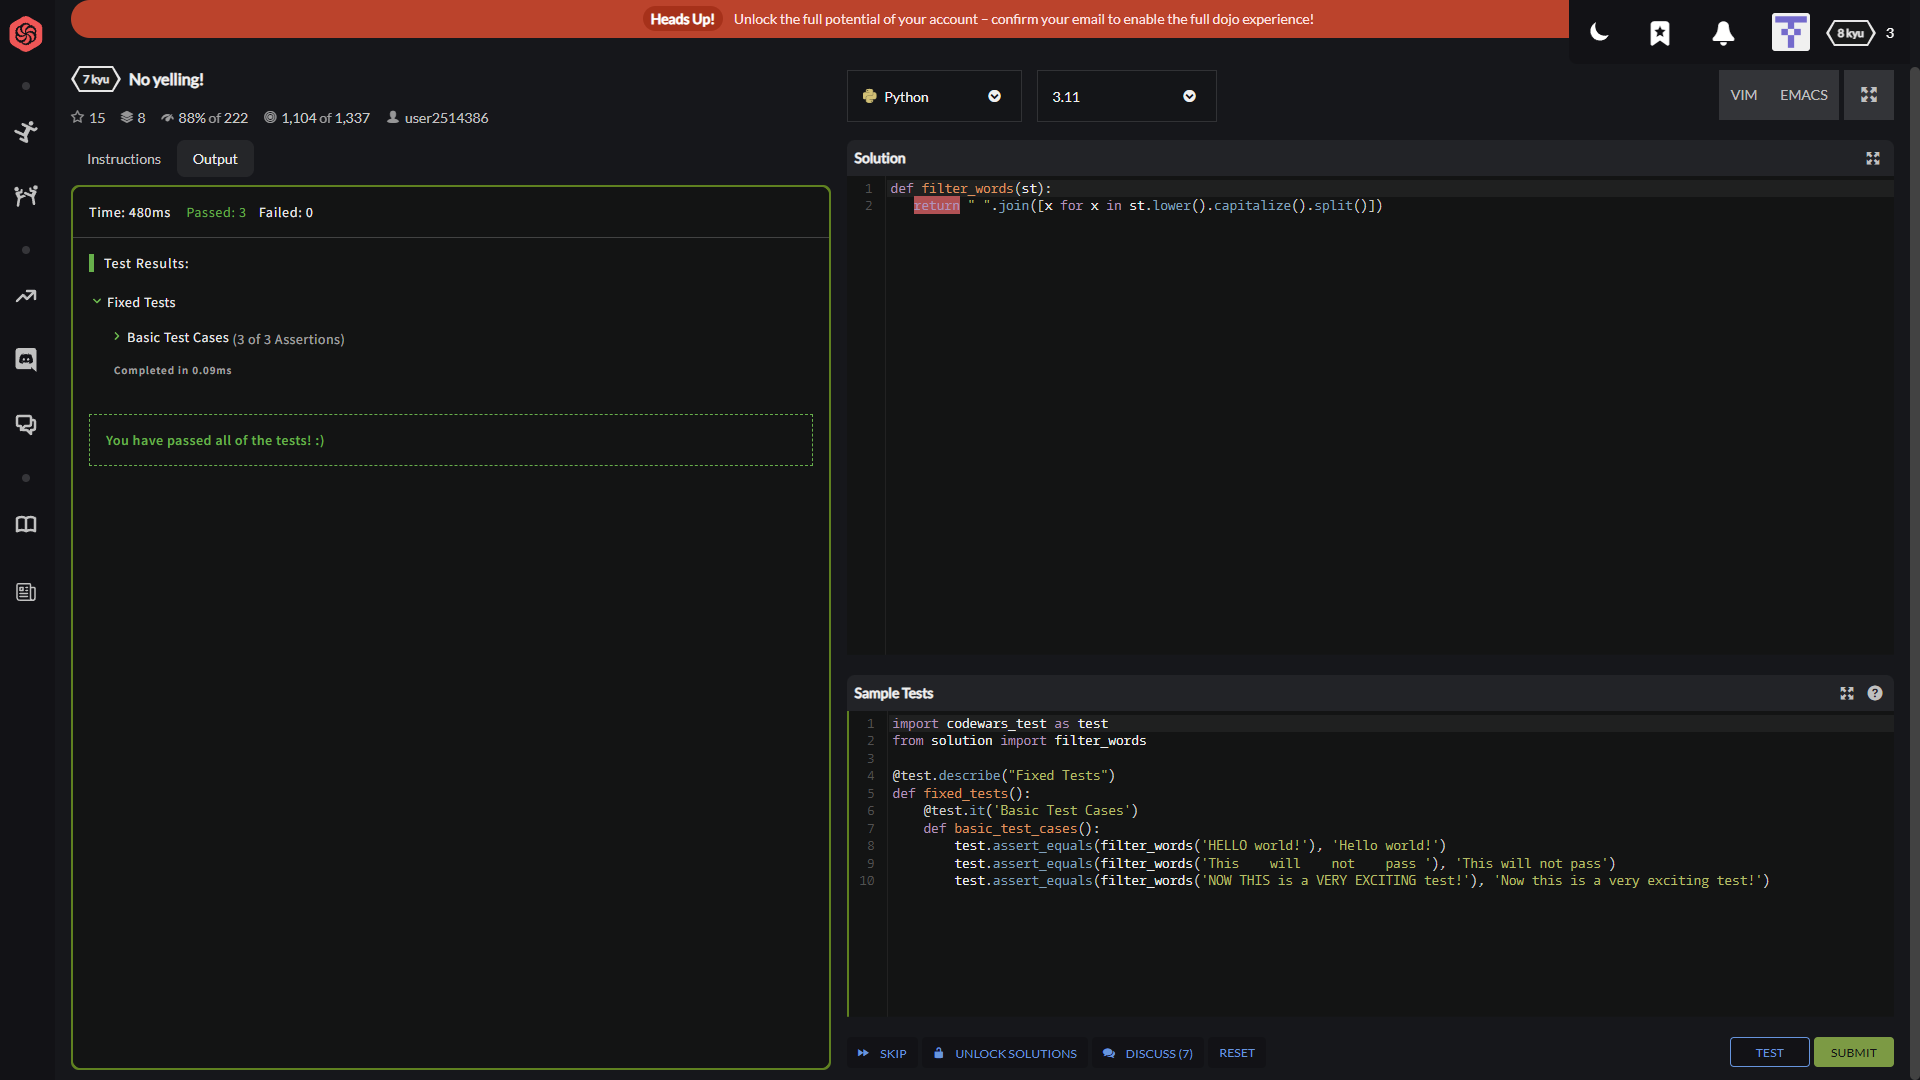 Heads Up! Unlock the full potential of your account – confirm your email to enable the full dojo experience!
8 kyu 3
7 kyu No yelling!
15 8 88% of 222 1,104 of 1,337 user2514386
Instructions Output
Time: 480ms Passed: 3 Failed: 0
Test Results:
Fixed Tests
Basic Test Cases (3 of 3 Assertions)
Completed in 0.09ms
You have passed all of the tests! :)
Python 3.11 VIM EMACS
Solution
1 def filter_words(st):
2    return " ".join([x for x in st.lower().capitalize().split()])
Sample Tests
1 import codewars_test as test
2 from solution import filter_words
3
4 @test.describe("Fixed Tests")
5 def fixed_tests():
6     @test.it('Basic Test Cases')
7     def basic_test_cases():
8         test.assert_equals(filter_words('HELLO world!'), 'Hello world!')
9         test.assert_equals(filter_words('This    will    not    pass '), 'This will not pass')
10         test.assert_equals(filter_words('NOW THIS is a VERY EXCITING test!'), 'Now this is a very exciting test!')
SKIP UNLOCK SOLUTIONS DISCUSS (7) RESET TEST SUBMIT